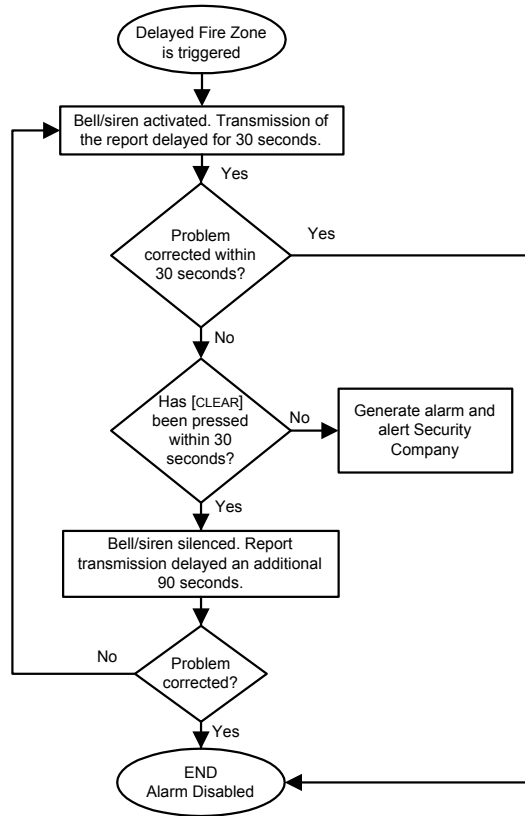 Delayed Fire Zone
is triggered
Bell/siren activated. Transmission of
the report delayed for 30 seconds.
Yes
Problem
corrected within
30 seconds?
Yes
No
Has [CLEAR]
been pressed
within 30
seconds?
No
Generate alarm and
alert Security
Company
Yes
Bell/siren silenced. Report
transmission delayed an additional
90 seconds.
No
Problem
corrected?
Yes
END
Alarm Disabled